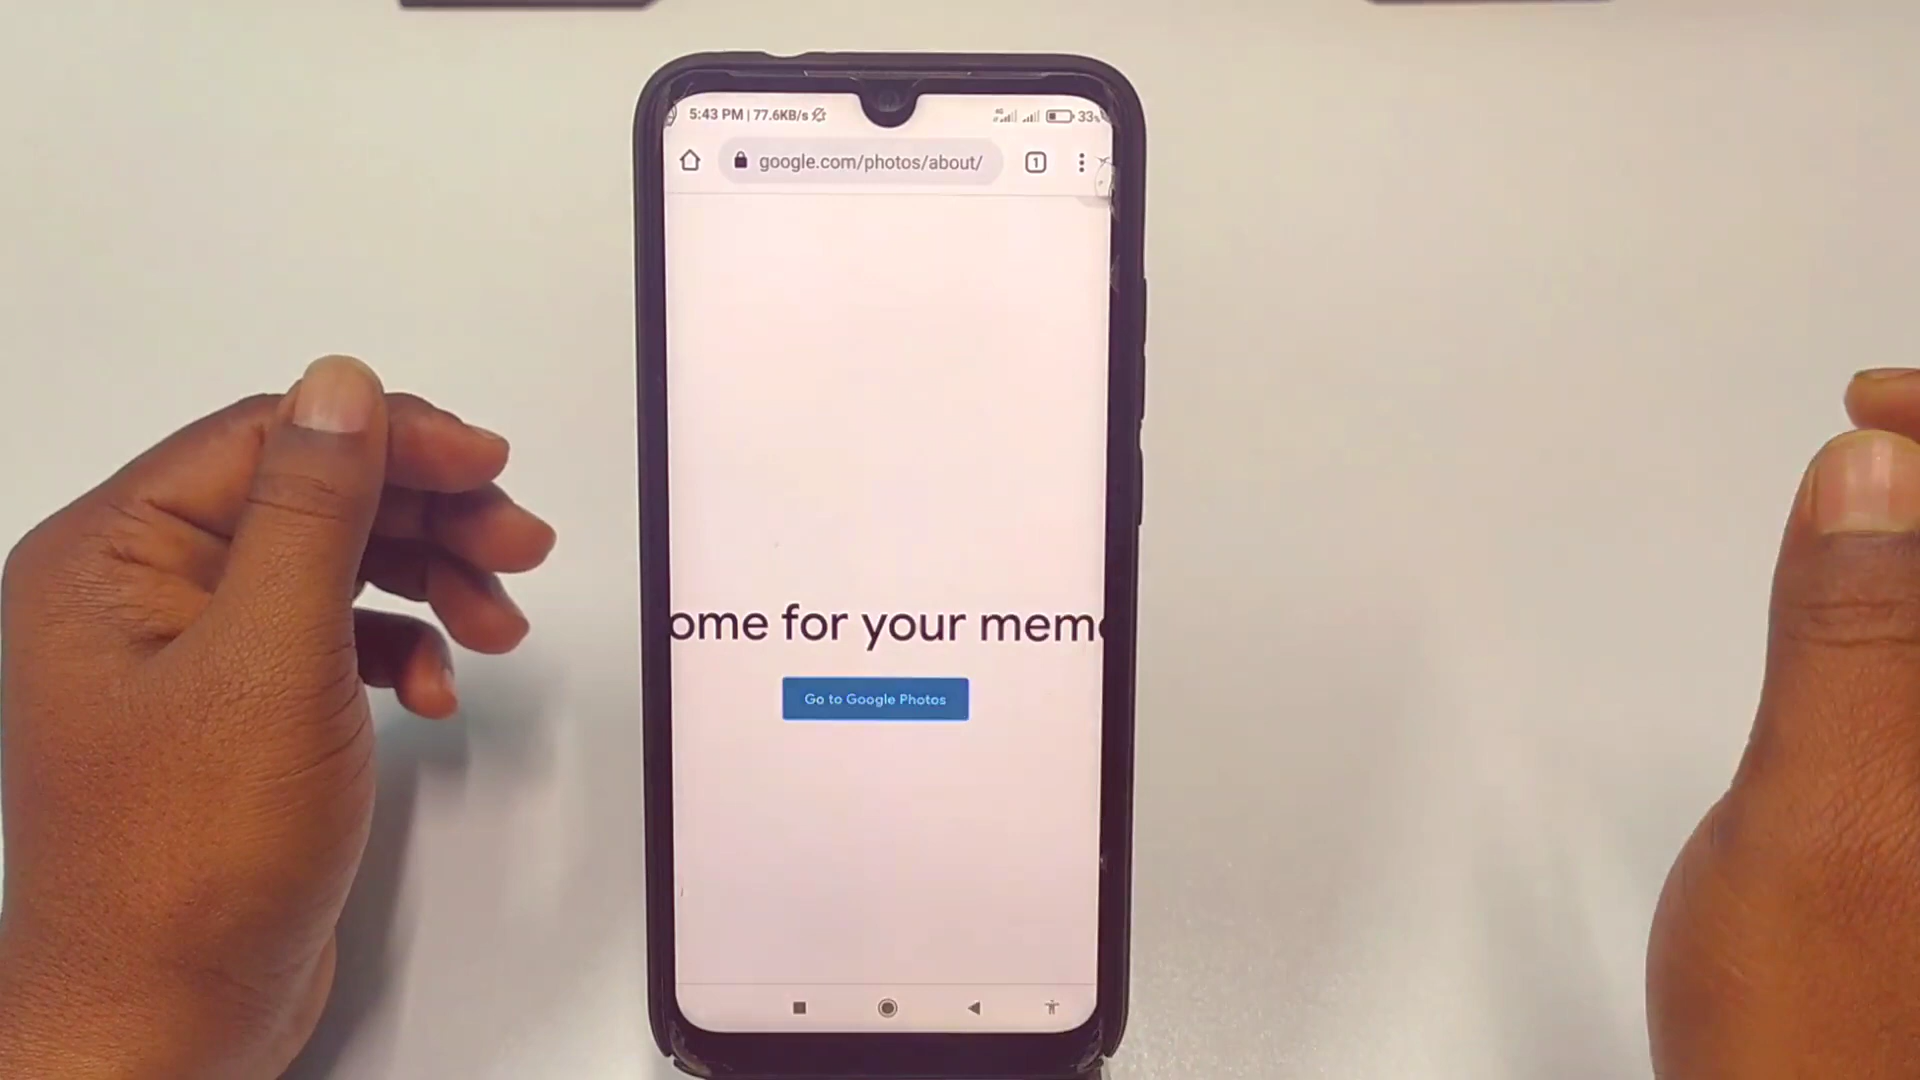 5:43 PM | 77.6KB/s 4G 33%
google.com/photos/about/ 1
ome for your mem
Go to Google Photos